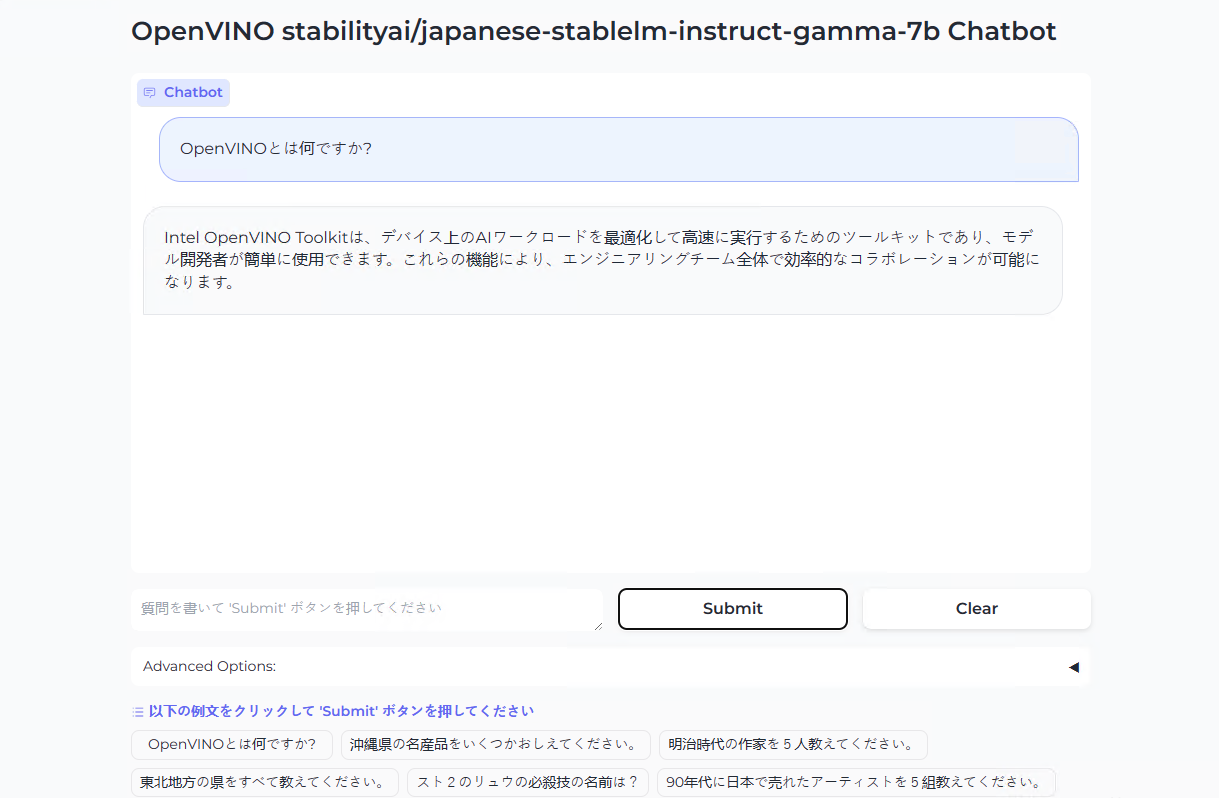 OpenVINO stabilityai/japanese-stablelm-instruct-gamma-7b Chatbot
Chatbot
OpenVINOとは何ですか?
Intel OpenVINO Toolkitは、デバイス上のAIワークロードを最適化して高速に実行するためのツールキットであり、モデ
ル開発者が簡単に使用できます。これらの機能により、エンジニアリングチーム全体で効率的なコラボレーションが可能に
なります。
質問を書いて 'Submit' ボタンを押してください
Submit
Clear
Advanced Options:
以下の例文をクリックして 'Submit' ボタンを押してください
OpenVINOとは何ですか?
沖縄県の名産品をいくつかおしえてください。
明治時代の作家を５人教えてください。
東北地方の県をすべて教えてください。
スト２のリュウの必殺技の名前は？
90年代に日本で売れたアーティストを５組教えてください。